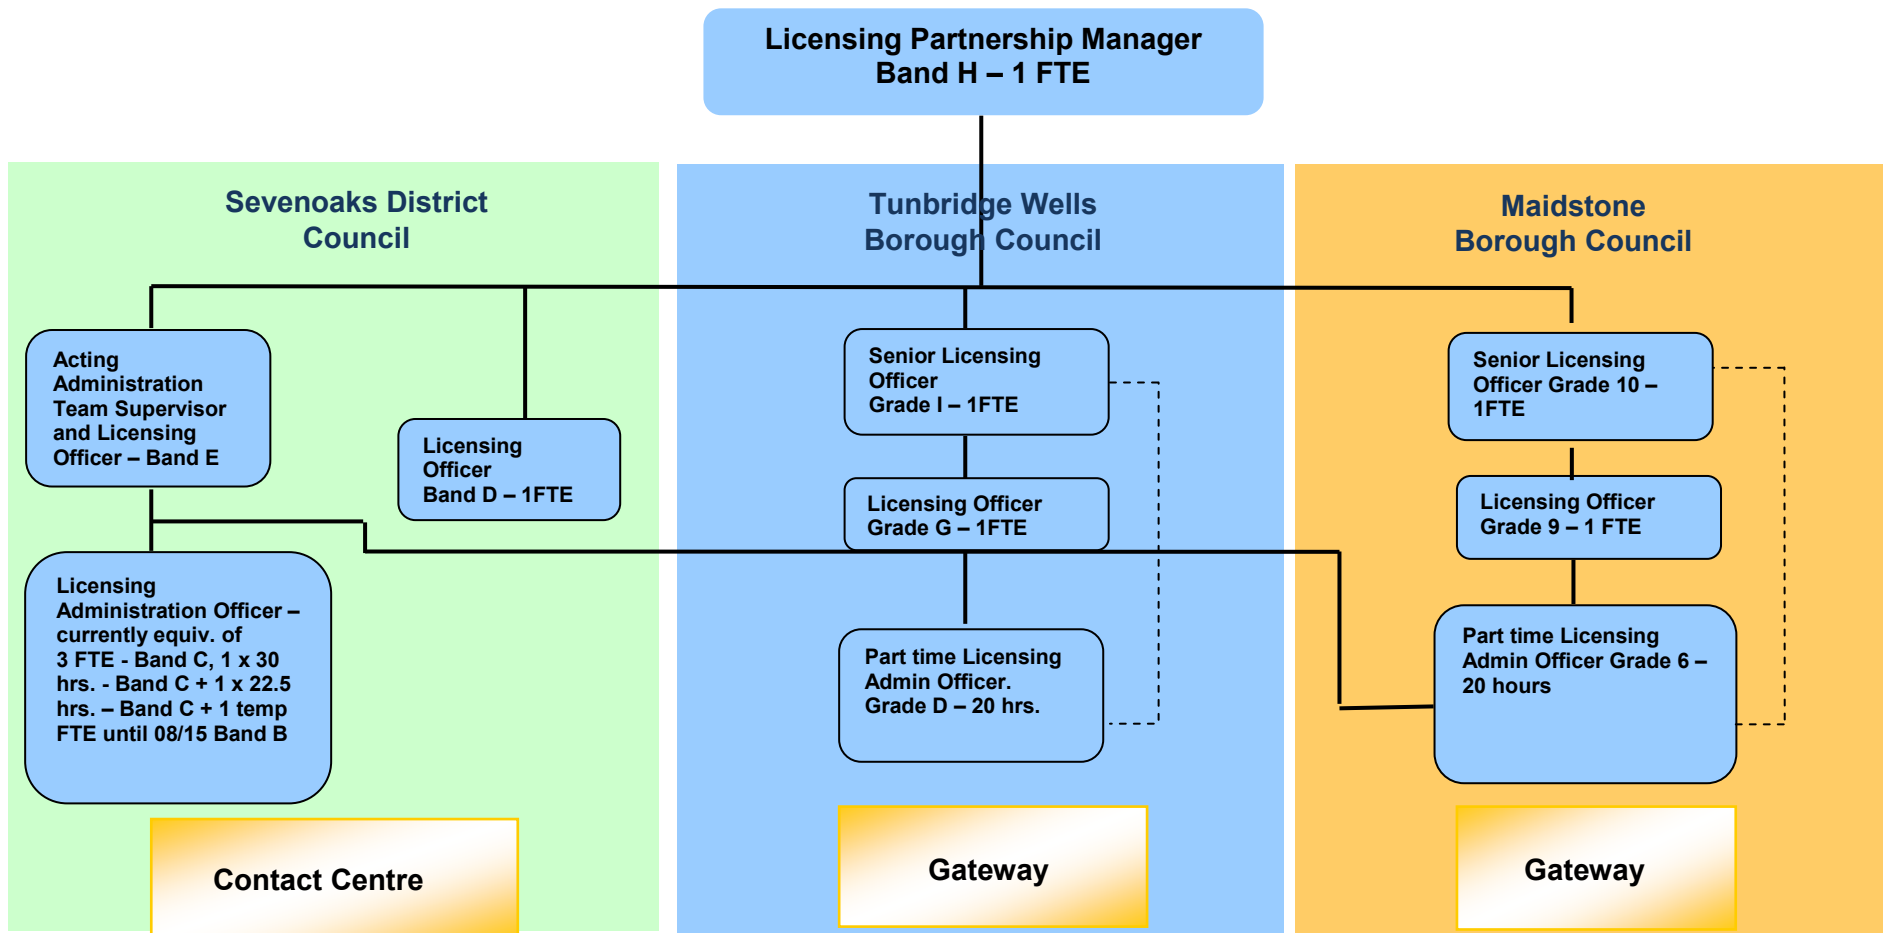 Licensing Partnership Manager
Band H – 1 FTE
Sevenoaks District
Council
Tunbridge Wells
Borough Council
Maidstone
Borough Council
Acting
Administration
Team Supervisor
and Licensing
Officer – Band E
Licensing
Officer
Band D – 1FTE
Senior Licensing
Officer
Grade I – 1FTE
Senior Licensing
Officer Grade 10 –
1FTE
Licensing Officer
Grade G – 1FTE
Licensing Officer
Grade 9 – 1 FTE
Licensing
Administration Officer –
currently equiv. of
3 FTE - Band C, 1 x 30
hrs. - Band C + 1 x 22.5
hrs. – Band C + 1 temp
FTE until 08/15 Band B
Part time Licensing
Admin Officer.
Grade D – 20 hrs.
Part time Licensing
Admin Officer Grade 6 –
20 hours
Contact Centre
Gateway
Gateway